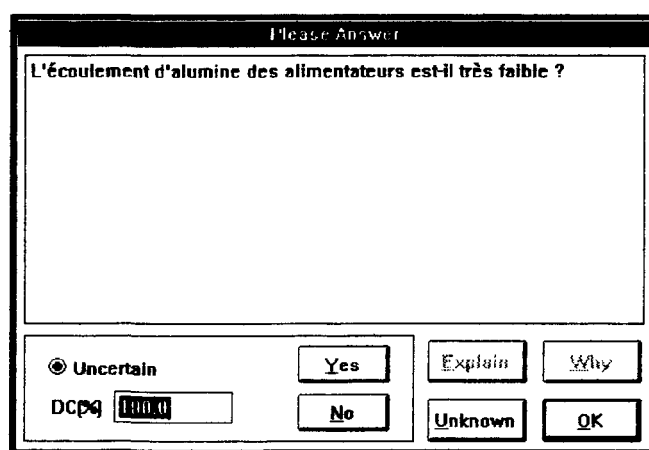 Please Answer
L'écoulement d'alumine des alimentateurs est-il très faible ?
Uncertain
Yes
Explain
Why
DC[%] 100.0
No
Unknown
OK